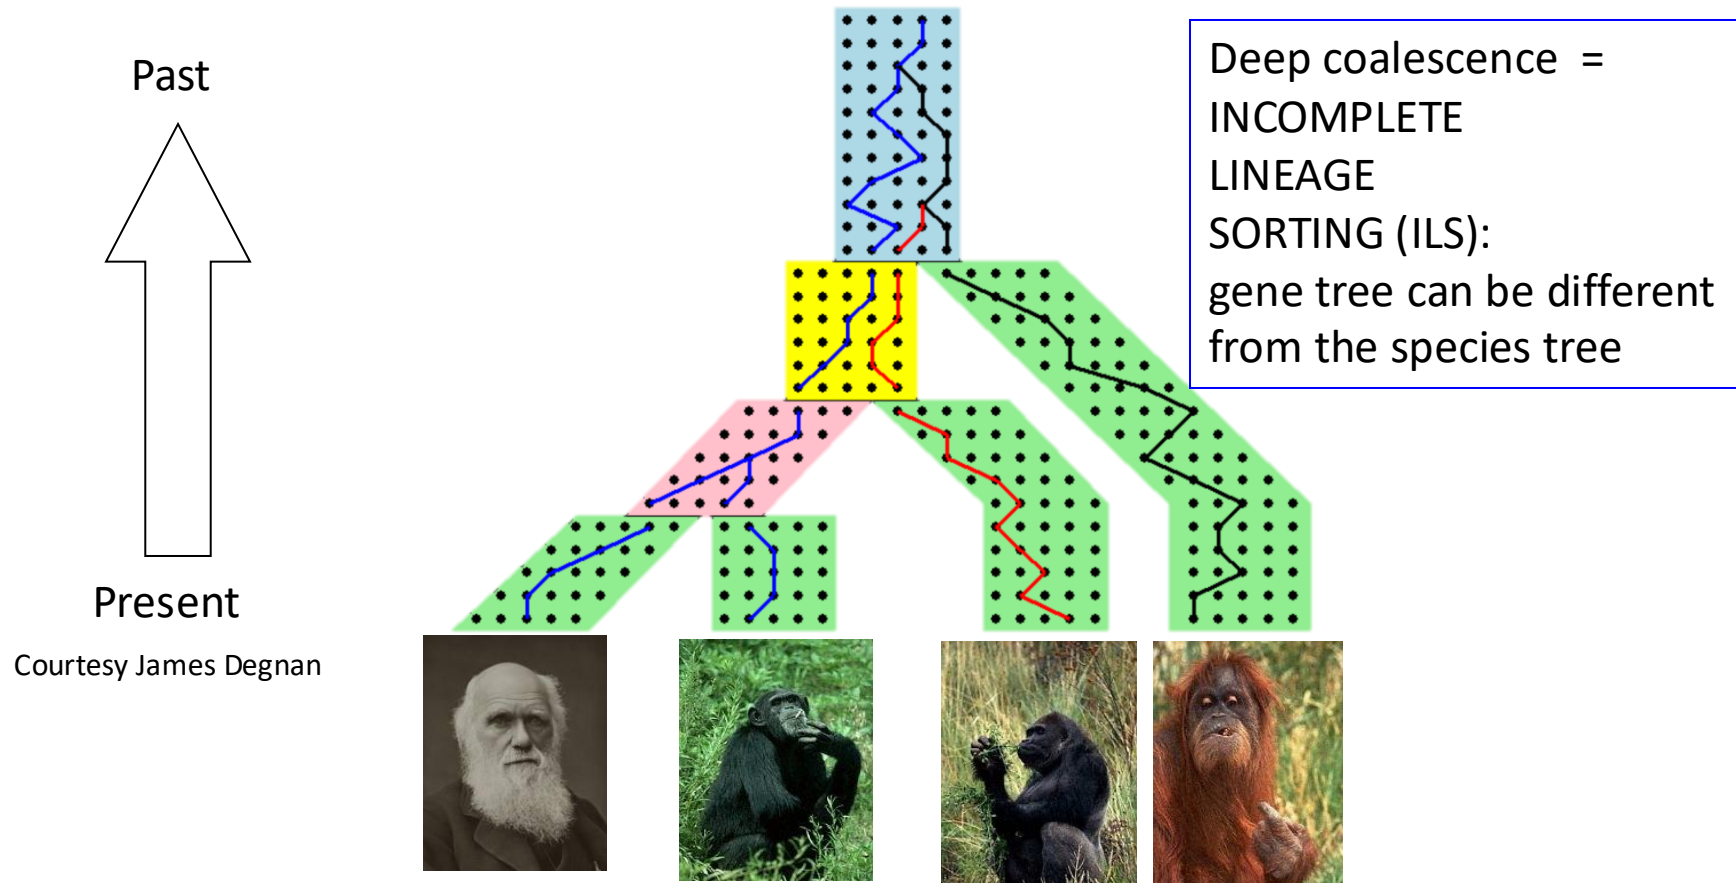 Past
Present
Courtesy James Degnan
Deep coalescence =
INCOMPLETE
LINEAGE
SORTING (ILS):
gene tree can be different
from the species tree